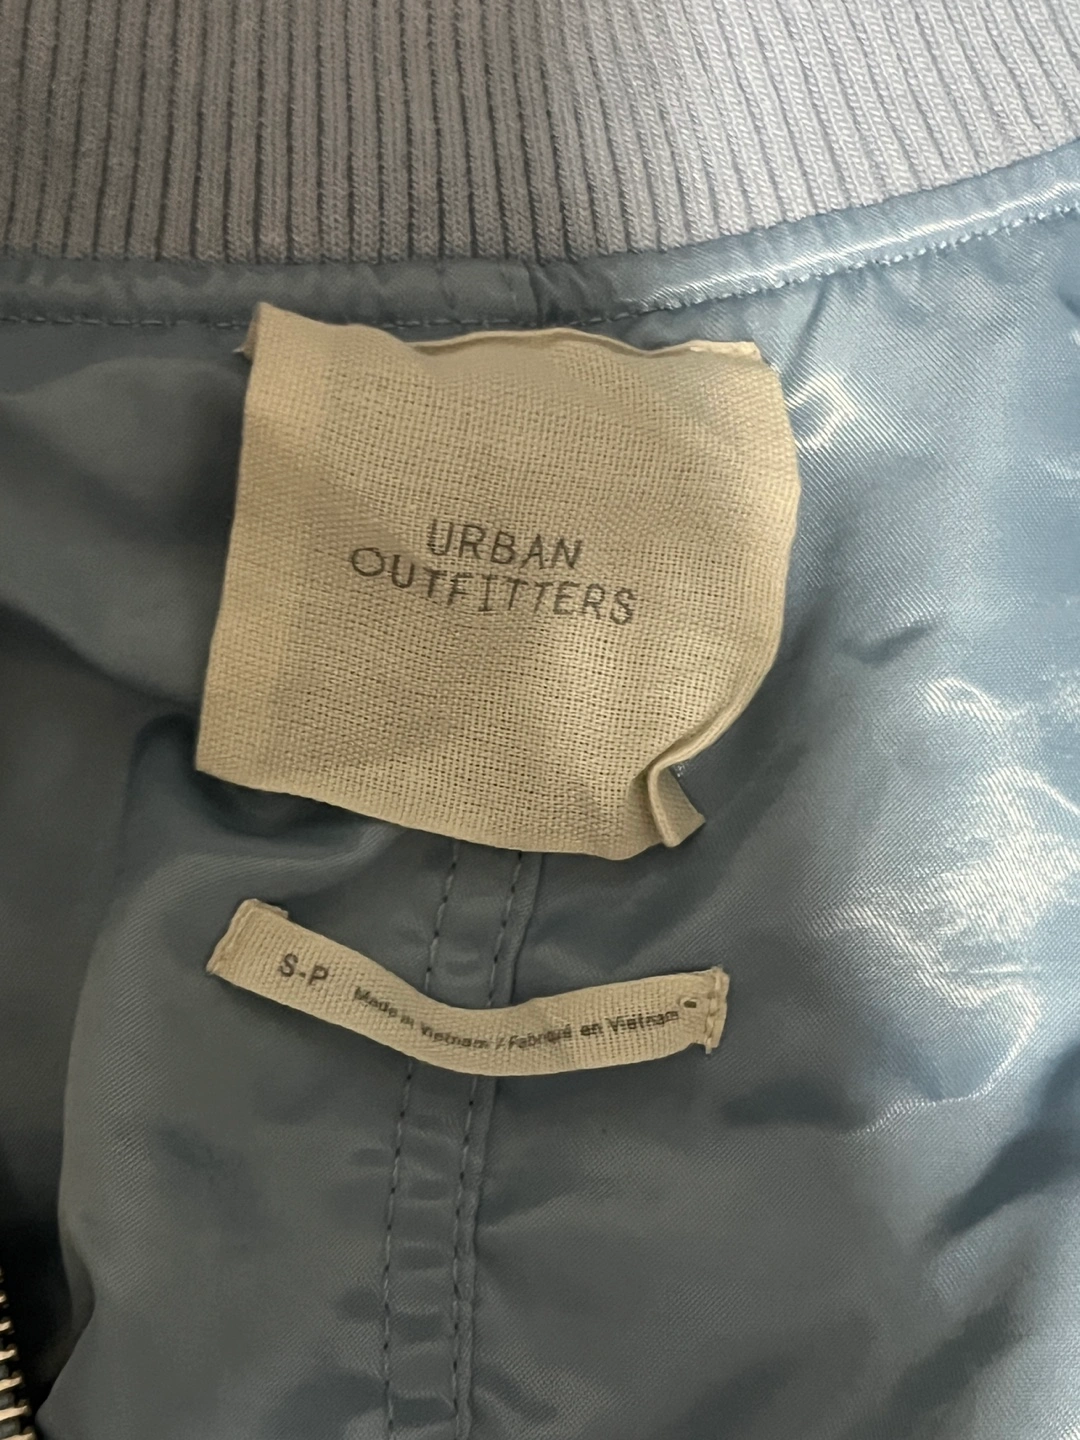 URBAN
OUTFITTERS
S-P Made in Vietnam / Fabriqué en Vietnam